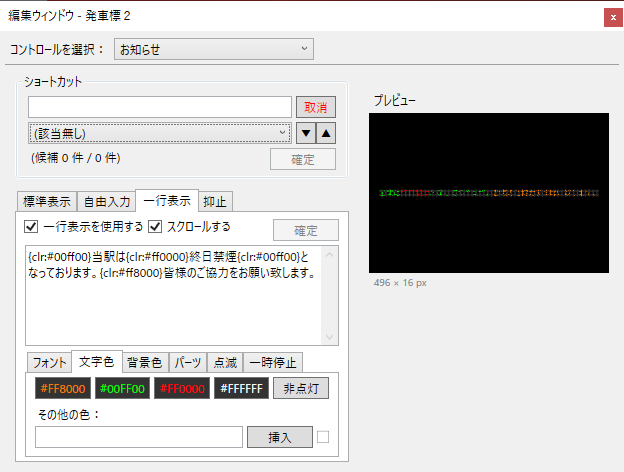 編集ウィンドウ - 発車標 2
x
コントロールを選択： お知らせ
ショートカット
取消
(該当無し) ▼ ▲
(候補 0 件 / 0 件) 確定
標準表示 自由入力 一行表示 抑止
一行表示を使用する スクロールする 確定
{clr:#00ff00}当駅は{clr:#ff0000}終日禁煙{clr:#00ff00}と
なっております。{clr:#ff8000}皆様のご協力をお願い致します。
フォント 文字色 背景色 パーツ 点滅 一時停止
#FF8000 #00FF00 #FF0000 #FFFFFF 非点灯
その他の色：
挿入
プレビュー
496 × 16 px